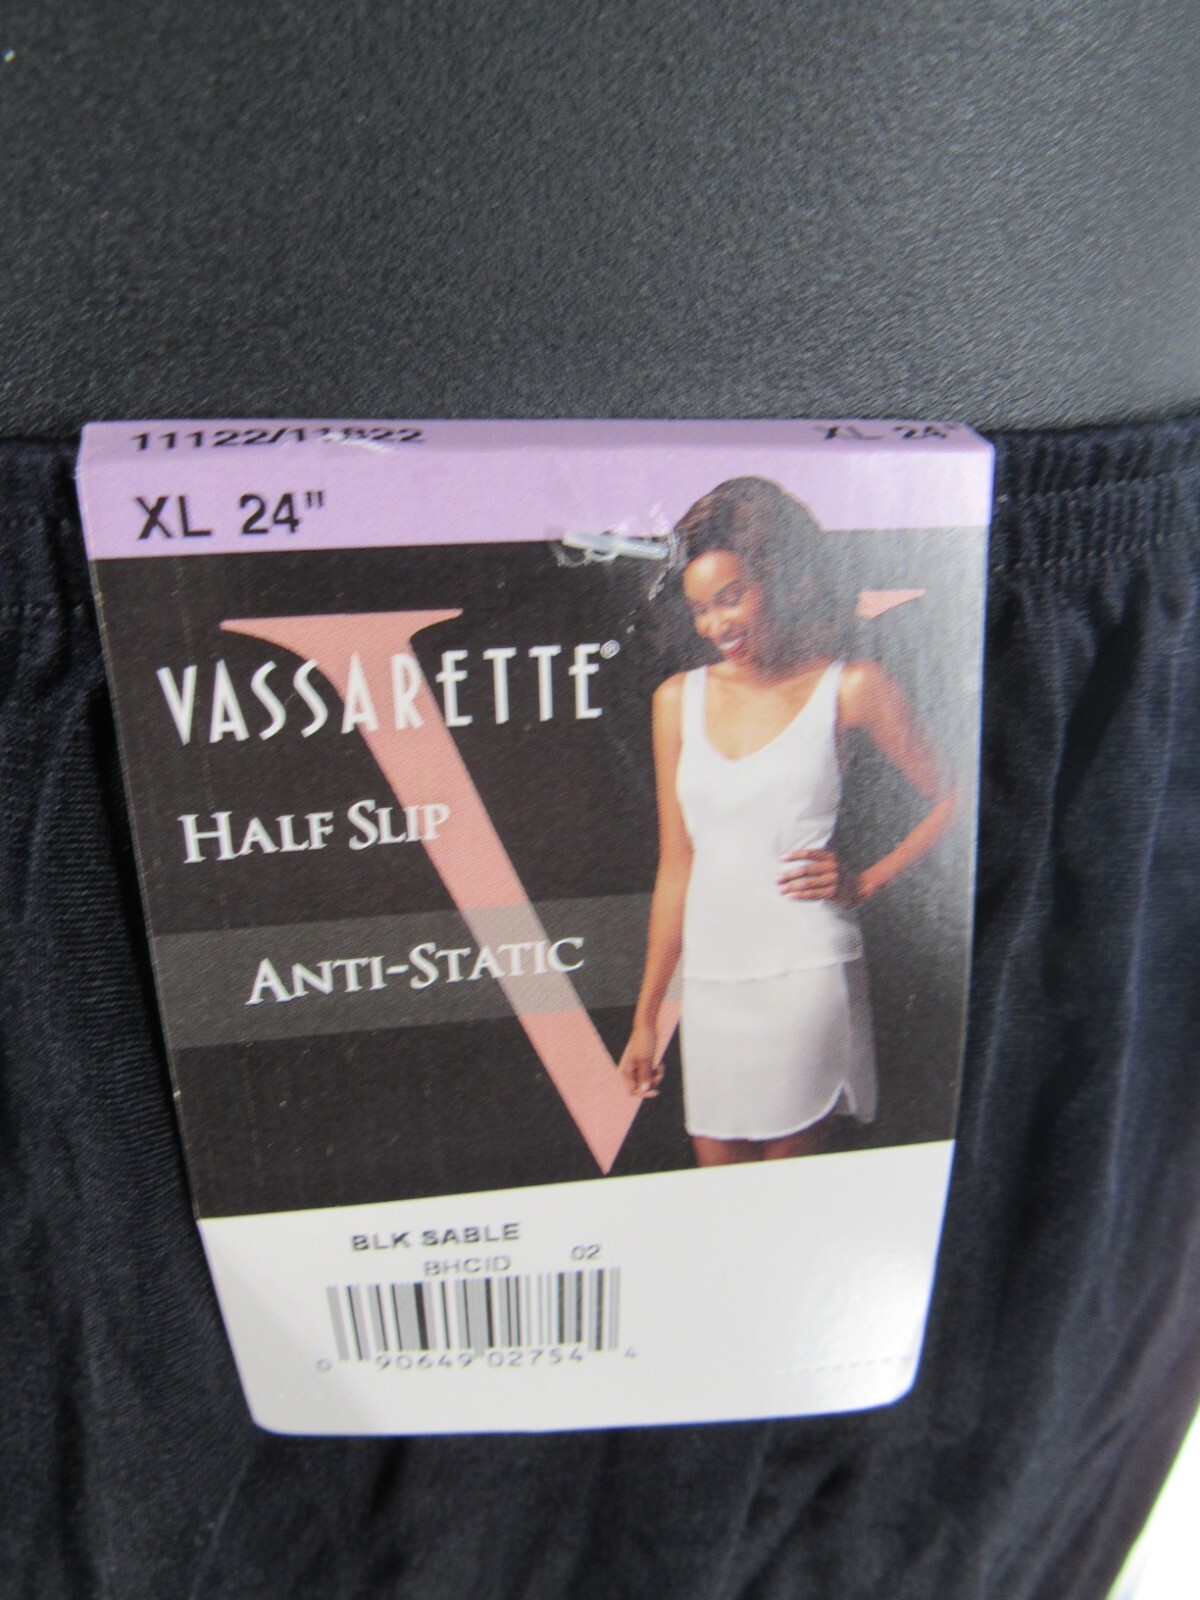 11122/11822 XL 24"
XL 24"
VASSARETTE®
HALF SLIP
ANTI-STATIC
BLK SABLE
BHCID 02
0 90649 02754 4